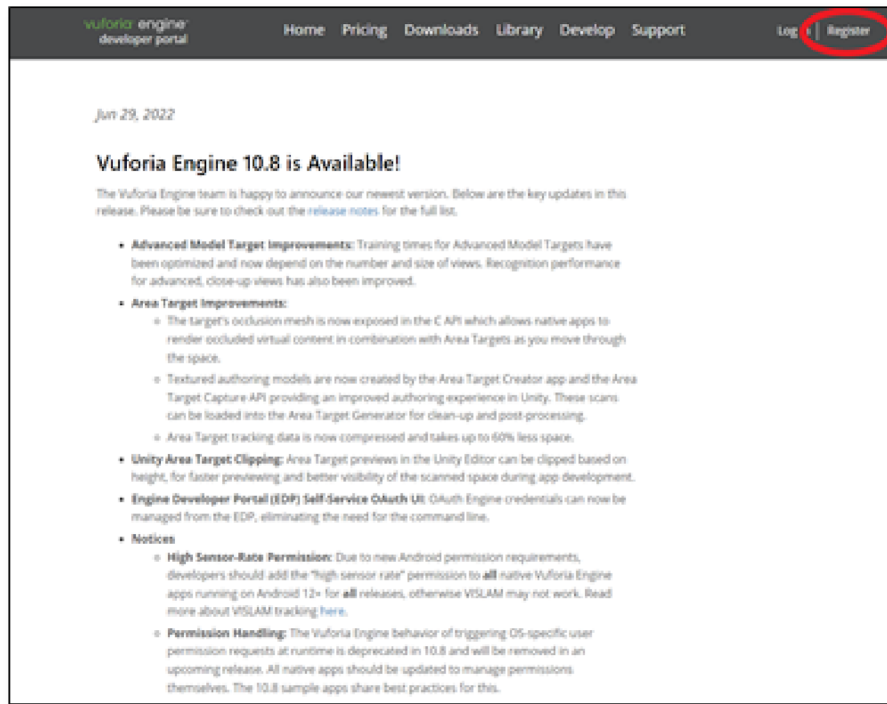 vuforia engine
developer portal
Home Pricing Downloads Library Develop Support
Log | Register
Jun 29, 2022
Vuforia Engine 10.8 is Available!
The Vuforia Engine team is happy to announce our newest version. Below are the key updates in this
release. Please be sure to check out the release notes for the full list.
• Advanced Model Target Improvements: Training times for Advanced Model Targets have
been optimized and now depend on the number and size of views. Recognition performance
for advanced, close-up views has also been improved.
• Area Target Improvements:
○ The target's occlusion mesh is now exposed in the C API which allows native apps to
render occluded virtual content in combination with Area Targets as you move through
the space.
○ Textured authoring models are now created by the Area Target Creator app and the Area
Target Capture API providing an improved authoring experience in Unity. These scans
can be loaded into the Area Target Generator for clean-up and post-processing.
○ Area Target tracking data is now compressed and takes up to 60% less space.
• Unity Area Target Clipping: Area Target previews in the Unity Editor can be clipped based on
height, for faster previewing and better visibility of the scanned space during app development.
• Engine Developer Portal (EDP) Self-Service OAuth UI: OAuth Engine credentials can now be
managed from the EDP, eliminating the need for the command line.
• Notices
○ High Sensor-Rate Permission: Due to new Android permission requirements,
developers should add the "high sensor rate" permission to all native Vuforia Engine
apps running on Android 12+ for all releases, otherwise VISLAM may not work. Read
more about VISLAM tracking here.
○ Permission Handling: The Vuforia Engine behavior of triggering OS-specific user
permission requests at runtime is deprecated in 10.8 and will be removed in an
upcoming release. All native apps should be updated to manage permissions
themselves. The 10.8 sample apps share best practices for this.